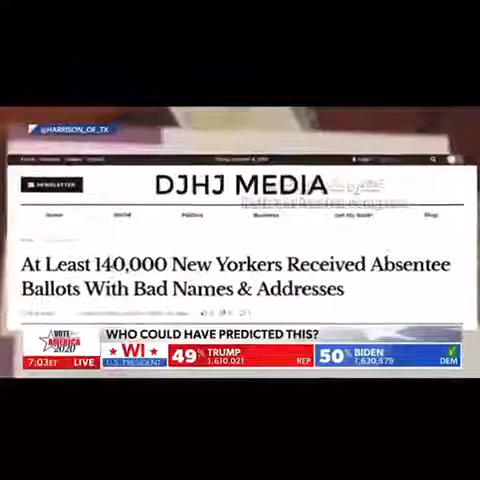 @HARRISON_OF_TX
NEWSLETTER
DJHJ MEDIA
Home World Politics Business Shop
At Least 140,000 New Yorkers Received Absentee
Ballots With Bad Names & Addresses
VOTE
AMERICA
2020
WHO COULD HAVE PREDICTED THIS?
WI
U.S. PRESIDENT
49% TRUMP
1,610,021
REP
50% BIDEN
1,630,579
DEM
7:03ET LIVE